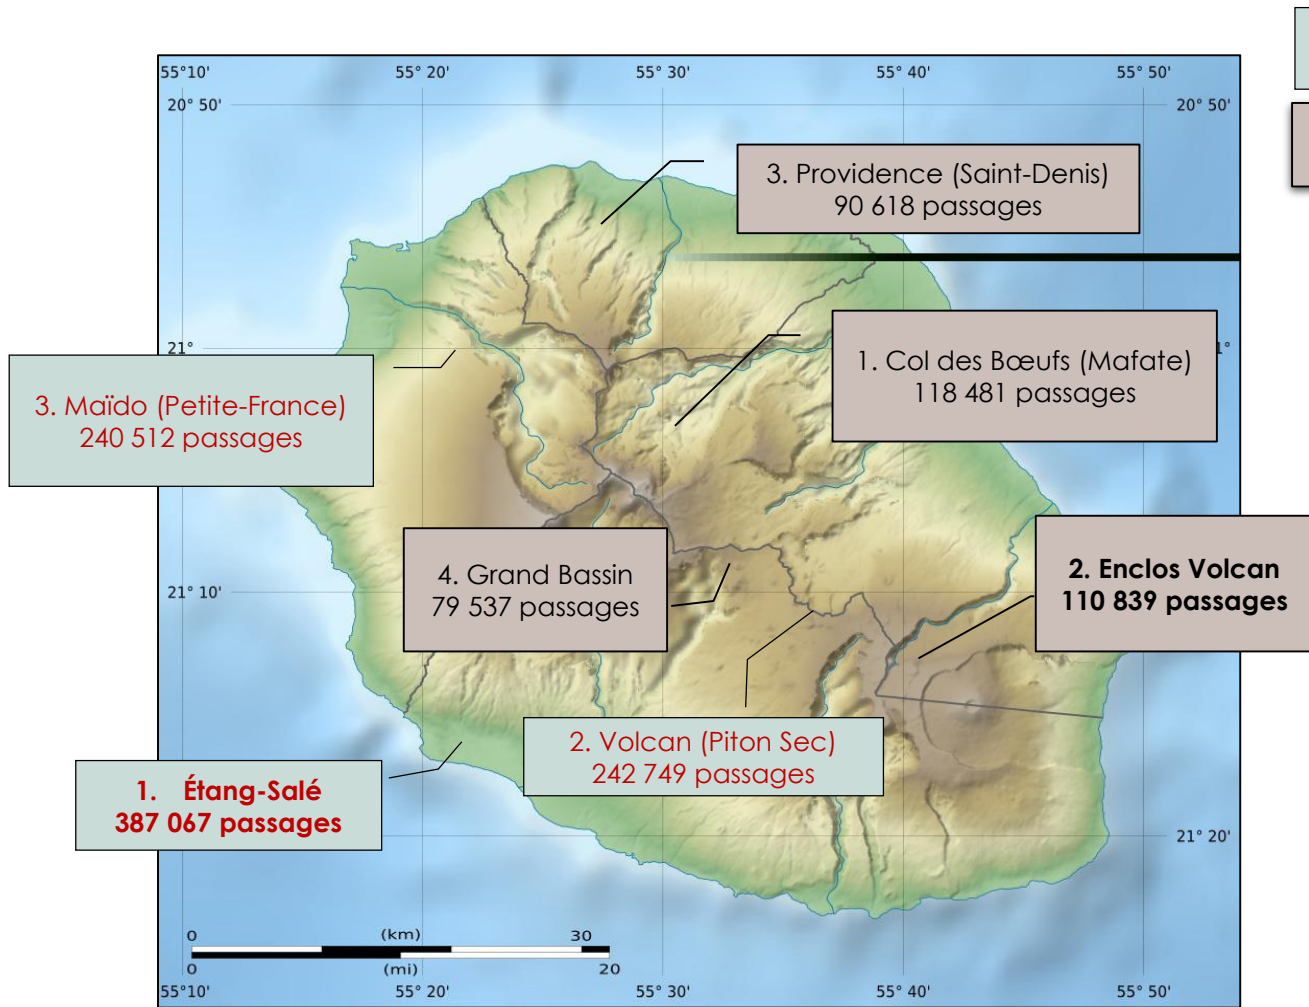 55°10' 55° 20' 55° 30' 55° 40' 55° 50'
20° 50' 20° 50'
3. Providence (Saint-Denis)
90 618 passages
21° 1°
1. Col des Bœufs (Mafate)
118 481 passages
3. Maïdo (Petite-France)
240 512 passages
4. Grand Bassin
79 537 passages
2. Enclos Volcan
110 839 passages
21° 10'
2. Volcan (Piton Sec)
242 749 passages
1. Étang-Salé
387 067 passages
21° 20' 21° 20'
0 (km) 30
0 (mi) 20
55°10' 55° 20' 55° 30' 55° 40' 55° 50'